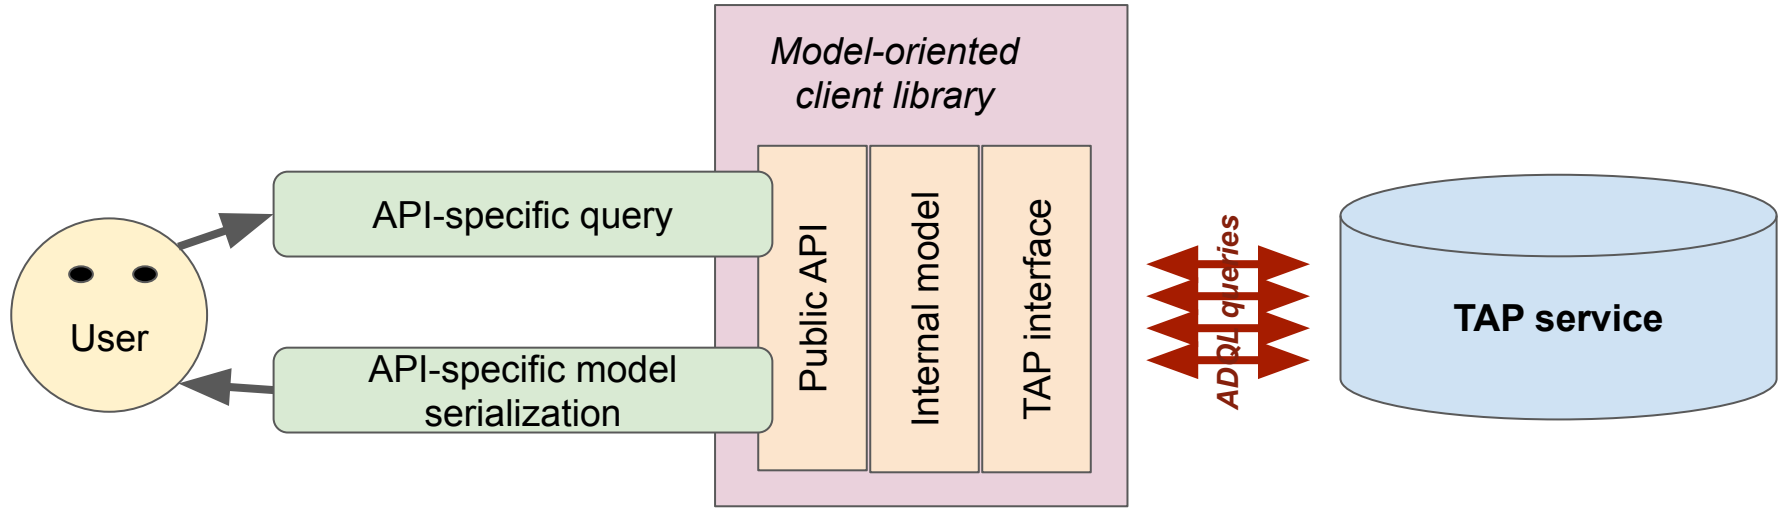 Model-oriented
client library
API-specific query
User
API-specific model
serialization
Public API
Internal model
TAP interface
ADQL queries
TAP service